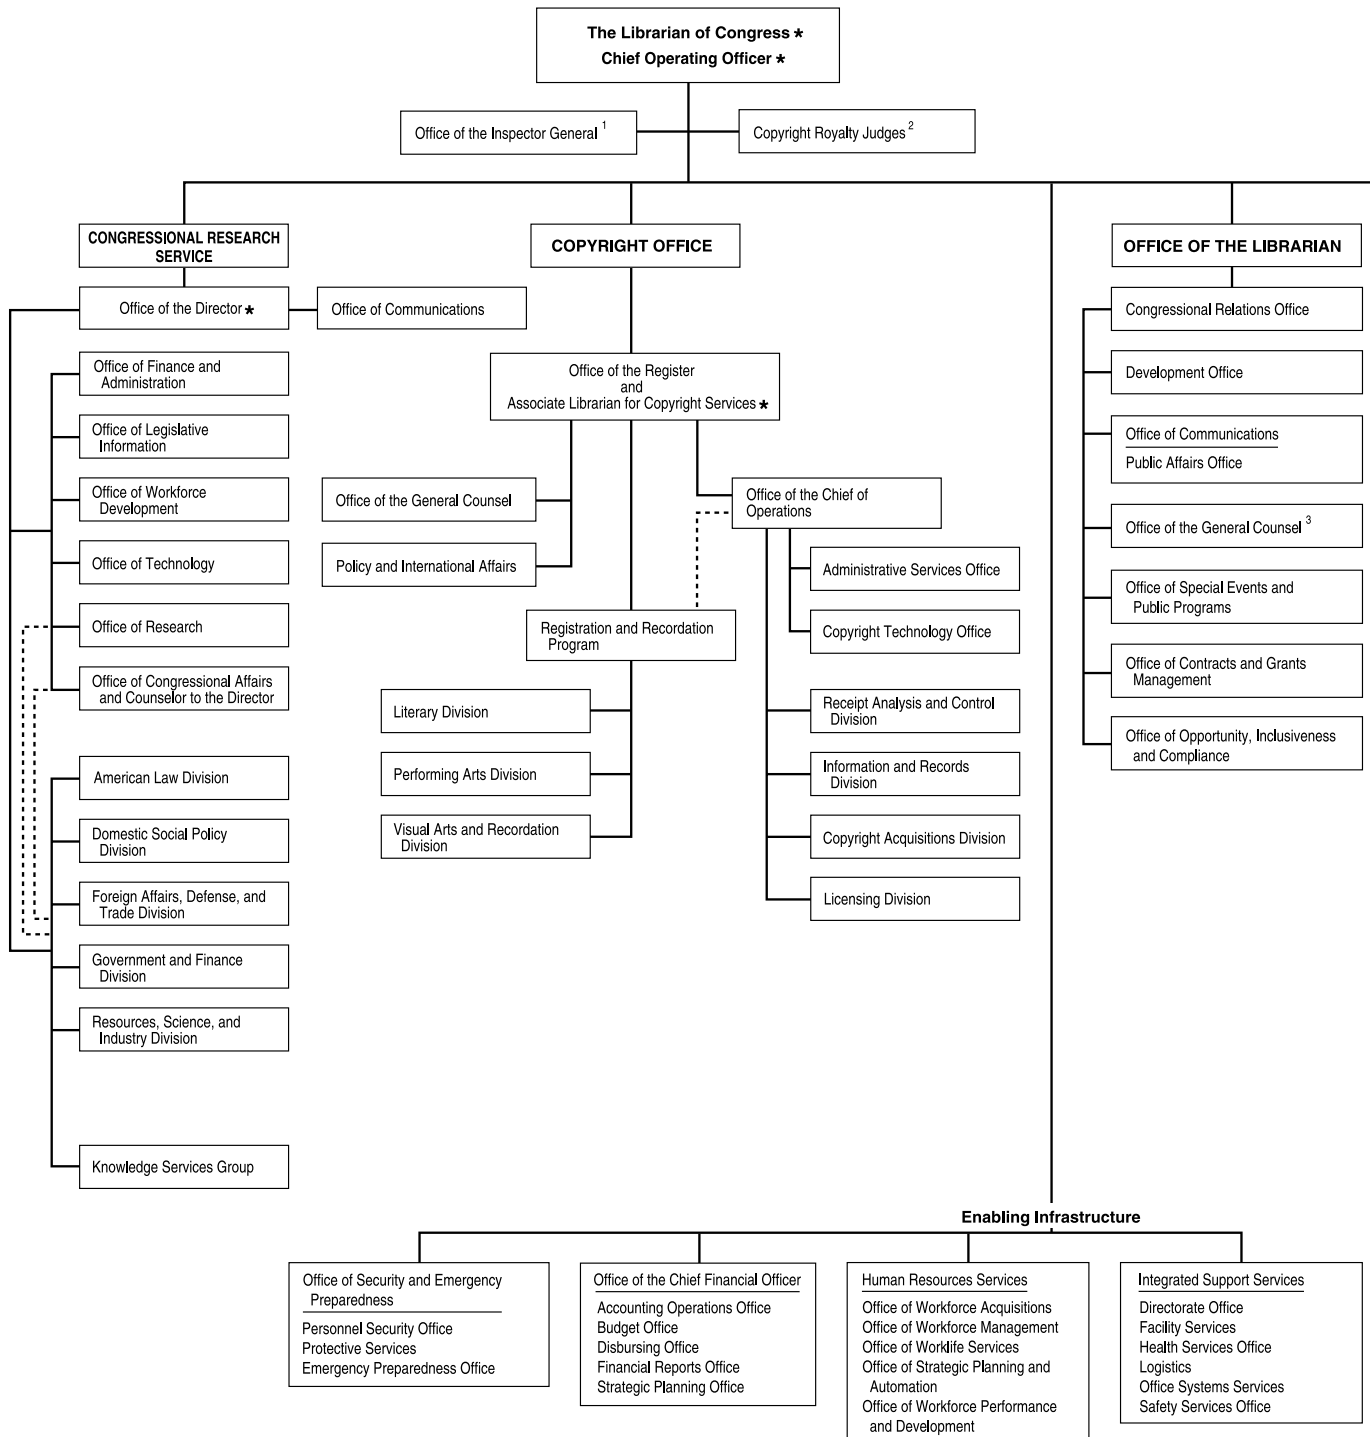 The Librarian of Congress *
Chief Operating Officer *
Office of the Inspector General 1
Copyright Royalty Judges 2
CONGRESSIONAL RESEARCH
SERVICE
Office of the Director *
Office of Communications
Office of Finance and
Administration
Office of Legislative
Information
Office of Workforce
Development
Office of Technology
Office of Research
Office of Congressional Affairs
and Counselor to the Director
American Law Division
Domestic Social Policy
Division
Foreign Affairs, Defense, and
Trade Division
Government and Finance
Division
Resources, Science, and
Industry Division
Knowledge Services Group
COPYRIGHT OFFICE
Office of the Register
and
Associate Librarian for Copyright Services *
Office of the General Counsel
Policy and International Affairs
Registration and Recordation
Program
Literary Division
Performing Arts Division
Visual Arts and Recordation
Division
Office of the Chief of
Operations
Administrative Services Office
Copyright Technology Office
Receipt Analysis and Control
Division
Information and Records
Division
Copyright Acquisitions Division
Licensing Division
OFFICE OF THE LIBRARIAN
Congressional Relations Office
Development Office
Office of Communications
Public Affairs Office
Office of the General Counsel 3
Office of Special Events and
Public Programs
Office of Contracts and Grants
Management
Office of Opportunity, Inclusiveness
and Compliance
Enabling Infrastructure
Office of Security and Emergency
Preparedness
Personnel Security Office
Protective Services
Emergency Preparedness Office
Office of the Chief Financial Officer
Accounting Operations Office
Budget Office
Disbursing Office
Financial Reports Office
Strategic Planning Office
Human Resources Services
Office of Workforce Acquisitions
Office of Workforce Management
Office of Worklife Services
Office of Strategic Planning and
Automation
Office of Workforce Performance
and Development
Integrated Support Services
Directorate Office
Facility Services
Health Services Office
Logistics
Office Systems Services
Safety Services Office